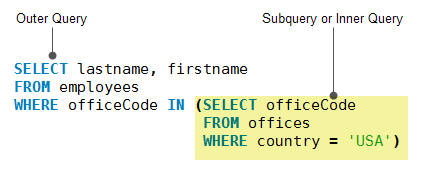 Outer Query
Subquery or Inner Query
SELECT lastname, firstname
FROM employees
WHERE officeCode IN (SELECT officeCode
FROM offices
WHERE country = 'USA')